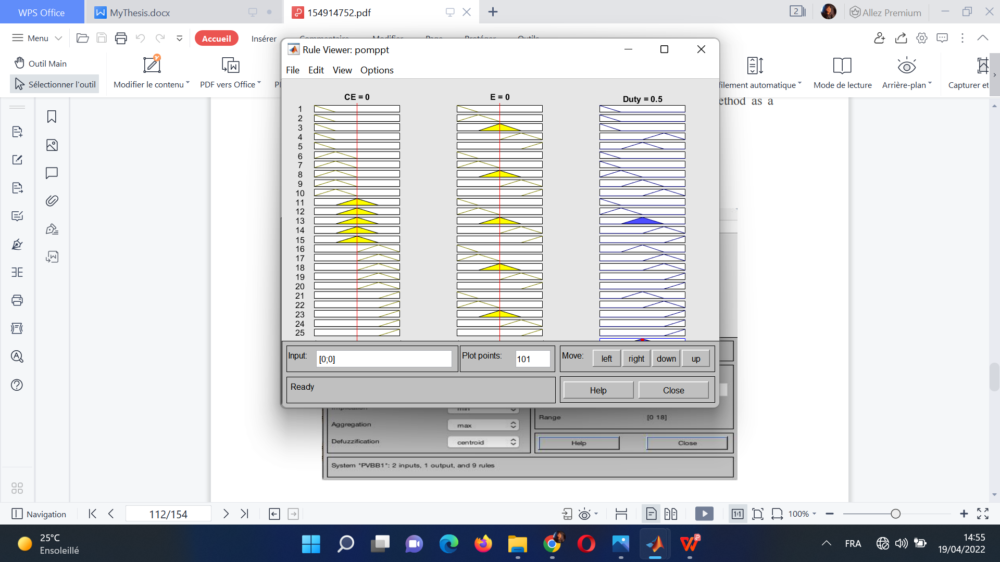 WPS Office
MyThesis.docx
154914752.pdf
2
Allez Premium
Menu
Accueil
Insérer
Rule Viewer: pomppt
File Edit View Options
Outil Main
Sélectionner l'outil
Modifier le contenu
PDF vers Office
filement automatique
Mode de lecture
Arrière-plan
Capturer et
ethod as a
CE = 0
E = 0
Duty = 0.5
1
2
3
4
5
6
7
8
9
10
11
12
13
14
15
16
17
18
19
20
21
22
23
24
25
Input: [0;0]
Plot points: 101
Move: left right down up
Ready
Help Close
min
Range [0 18]
Aggregation max
Defuzzification centroid
Help Close
System "PVBB1": 2 inputs, 1 output, and 9 rules
Navigation
112/154
1:1
100%
25°C
Ensoleillé
FRA
14:55
19/04/2022